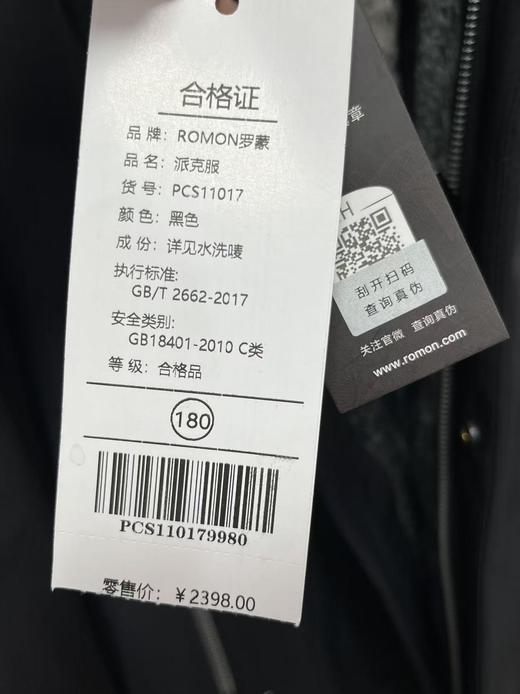 合格证
品 牌: ROMON罗蒙
品 名: 派克服
货 号: PCS11017
颜 色: 黑色
成 份: 详见水洗唛
执行标准:
GB/T 2662-2017
安全类别:
GB18401-2010 C类
等 级: 合格品
180
PCS110179980
零售价: ￥2398.00
章
H
刮开扫码
查询真伪
关注官微 查询真伪
www.romon.com